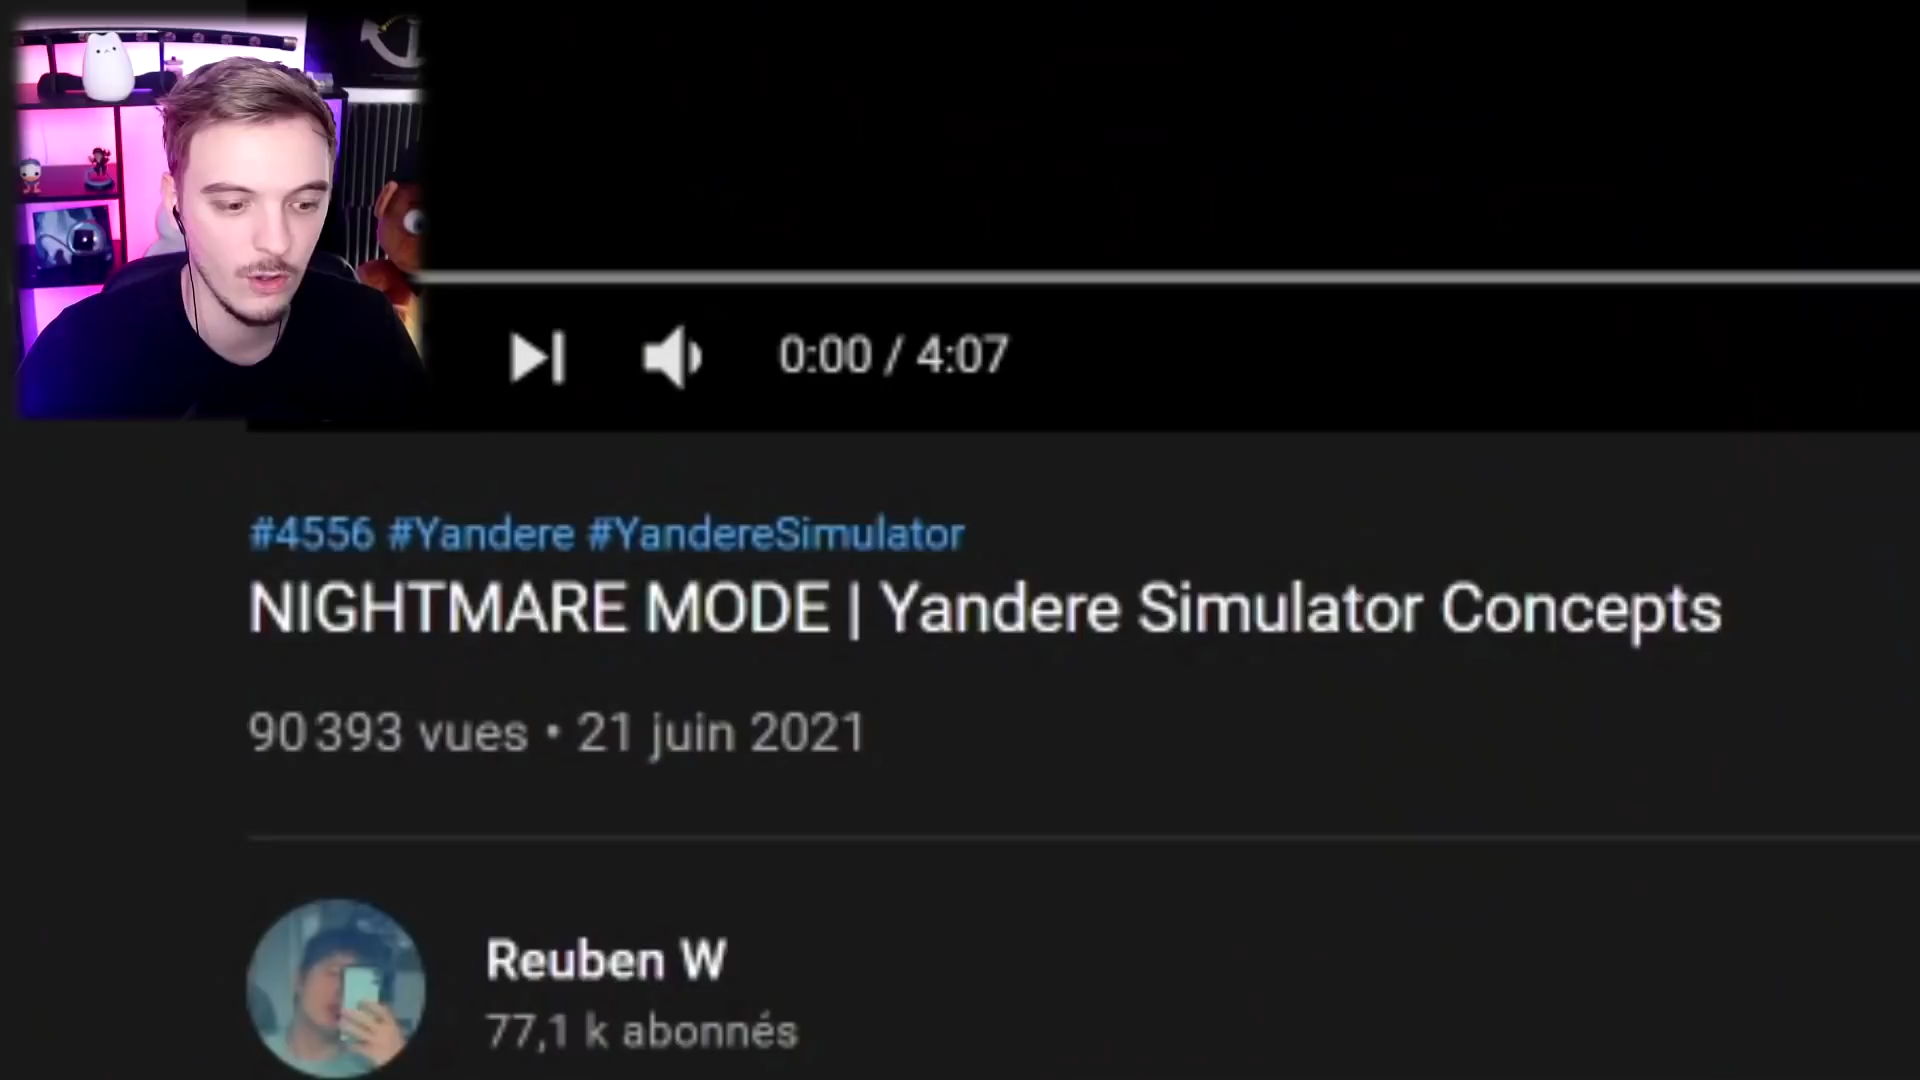 0:00 / 4:07
#4556 #Yandere #YandereSimulator
NIGHTMARE MODE | Yandere Simulator Concepts
90 393 vues • 21 juin 2021
Reuben W
77,1 k abonnés